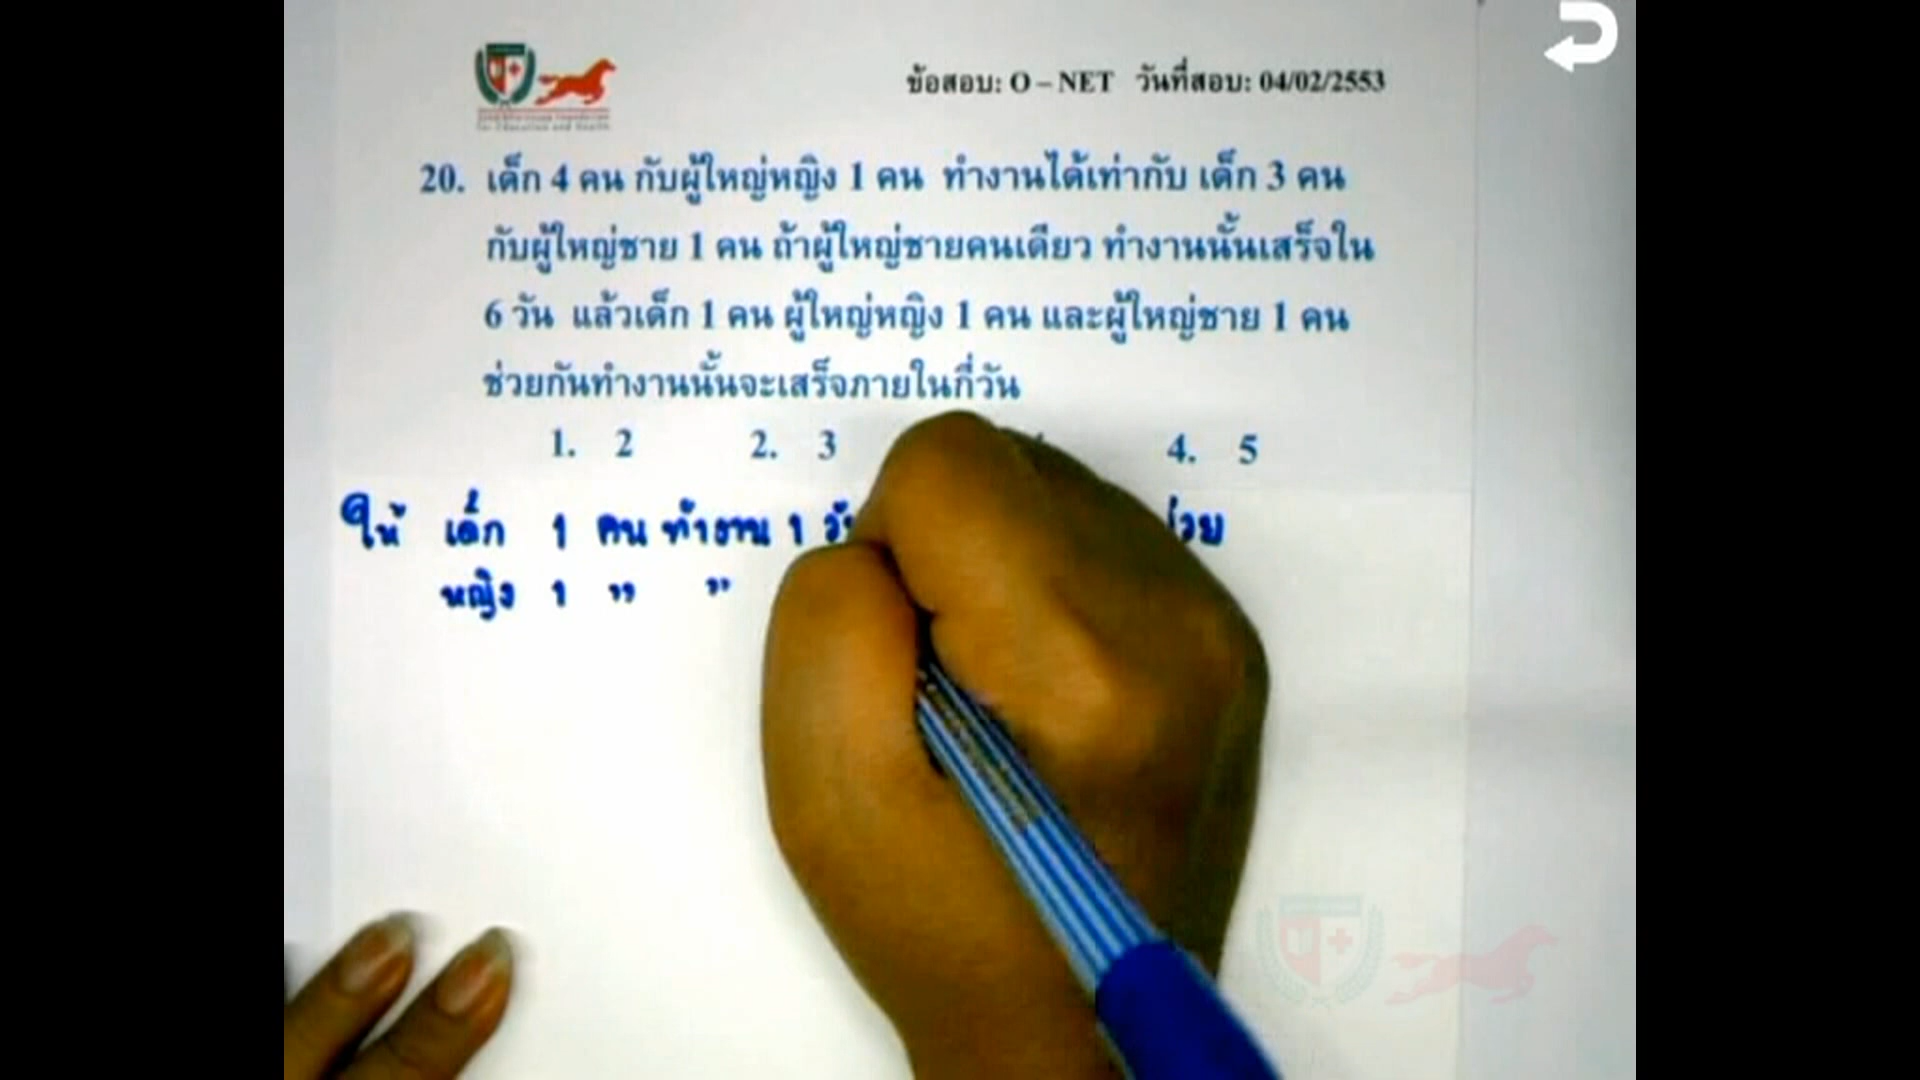 ข้อสอบ: O – NET วันที่สอบ: 04/02/2553
20. เด็ก 4 คน กับผู้ใหญ่หญิง 1 คน ทำงานได้เท่ากับ เด็ก 3 คน
กับผู้ใหญ่ชาย 1 คน ถ้าผู้ใหญ่ชายคนเดียว ทำงานนั้นเสร็จใน
6 วัน แล้วเด็ก 1 คน ผู้ใหญ่หญิง 1 คน และผู้ใหญ่ชาย 1 คน
ช่วยกันทำงานนั้นจะเสร็จภายในกี่วัน
1. 2 2. 3 4. 5
ให้ เด็ก 1 คน ทำงาน 1
หญิง 1 " "